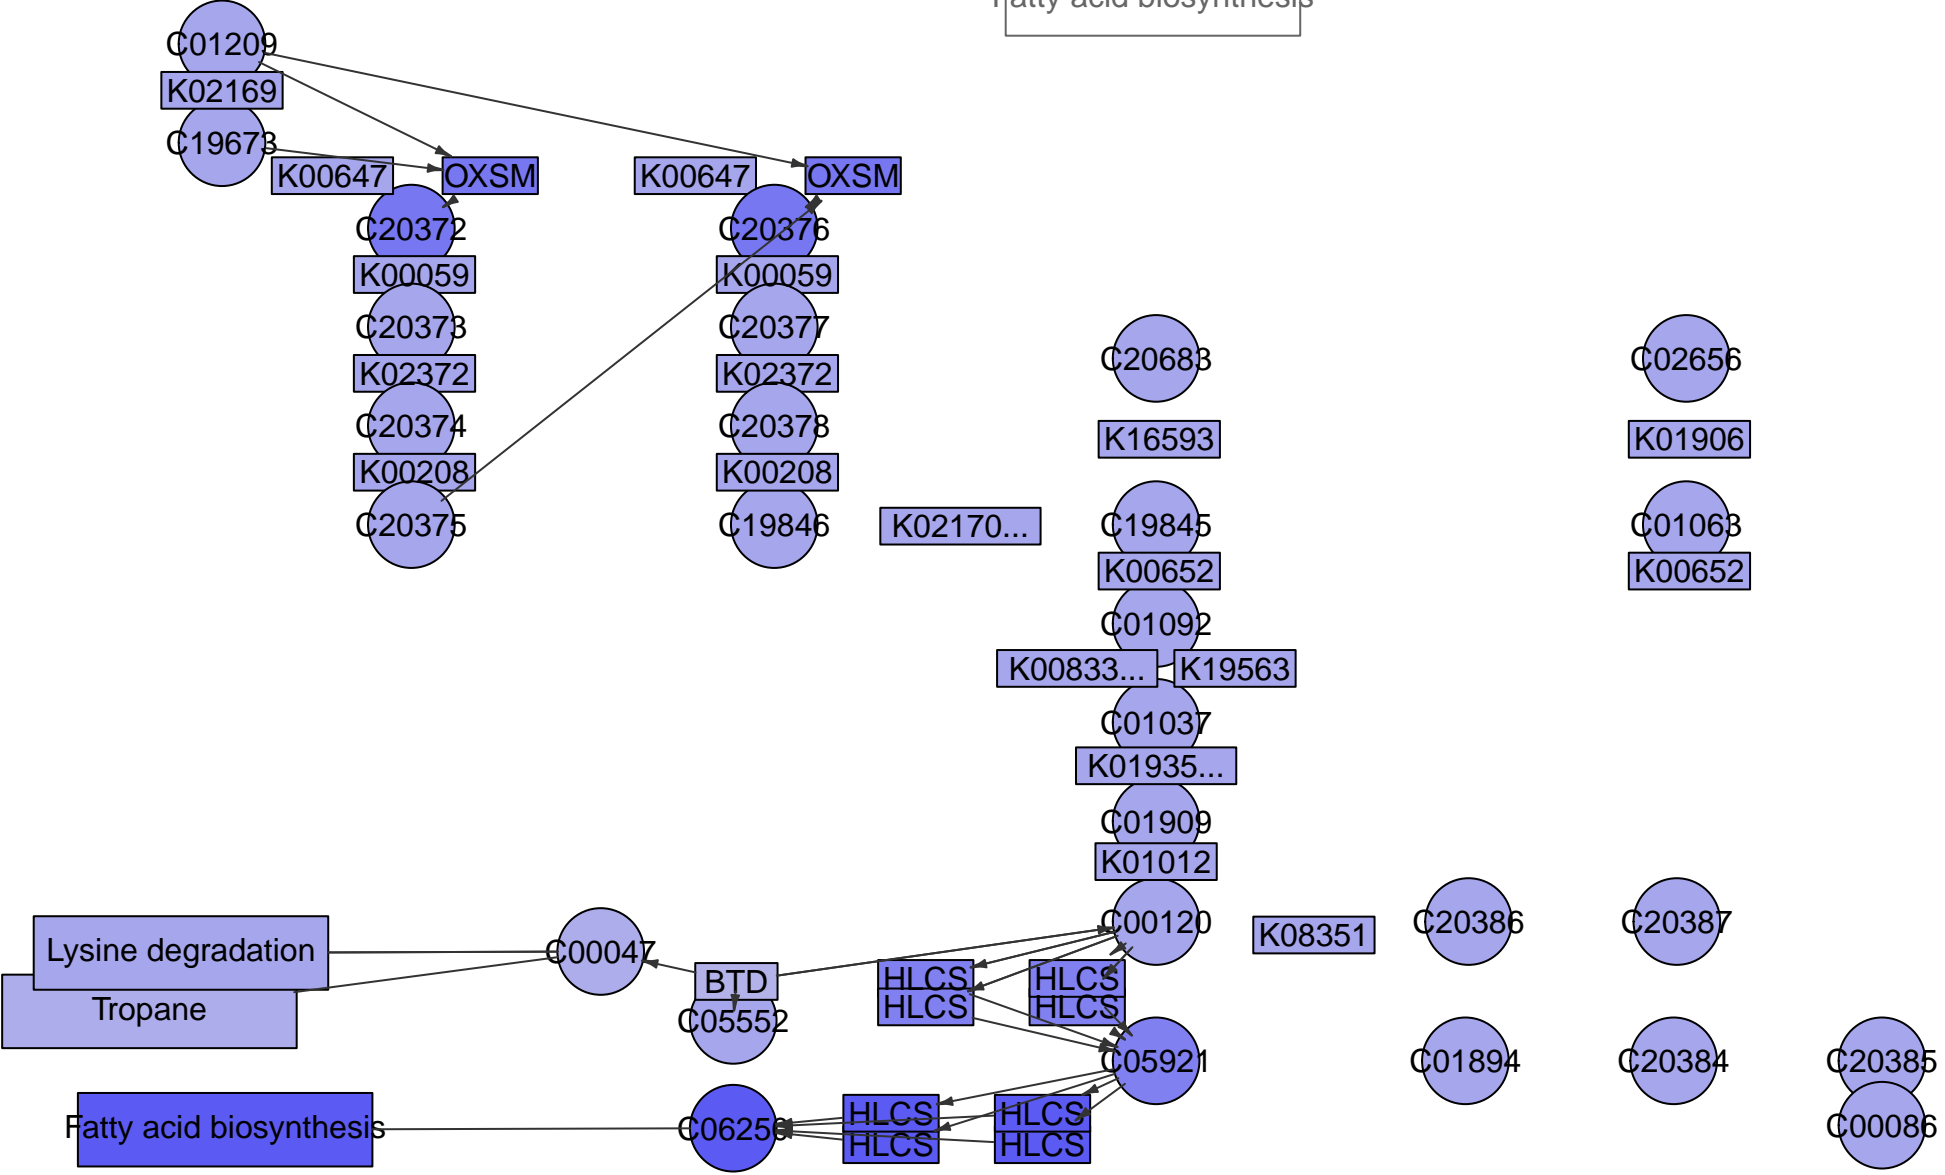 Fatty acid biosynthesis
C01209
K02169
C19673
K00647
OXSM
K00647
OXSM
C20372
C20376
K00059
K00059
C20373
C20377
K02372
K02372
C20683
C02656
C20374
C20378
K16593
K01906
K00208
K00208
C20375
C19846
K02170...
C19845
C01063
K00652
K00652
C01092
K00833...
K19563
C01037
K01935...
C01909
K01012
C00120
K08351
C20386
C20387
Lysine degradation
C00047
BTD
HLCS
HLCS
Tropane
HLCS
HLCS
C05552
C05921
C01894
C20384
C20385
Fatty acid biosynthesis
C06250
HLCS
HLCS
C00086
HLCS
HLCS